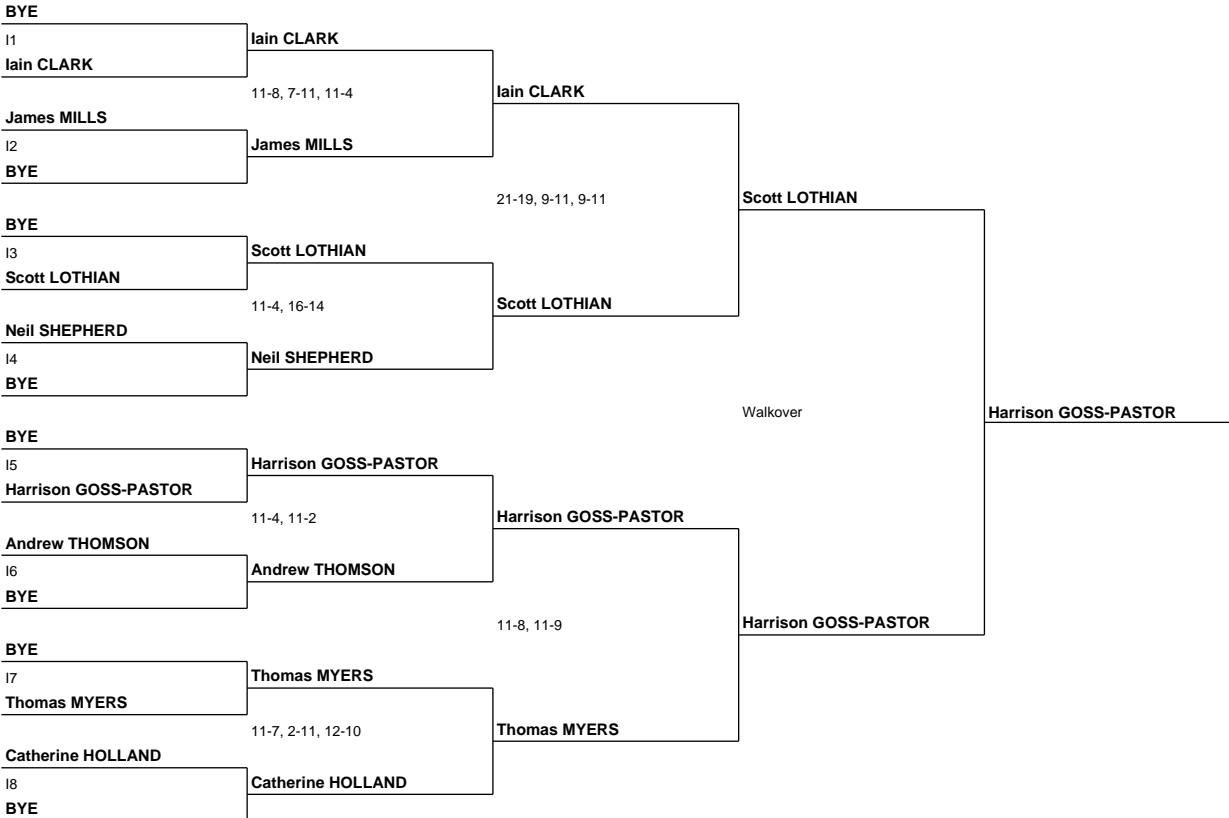 BYE
I1
Iain CLARK
Iain CLARK
11-8, 7-11, 11-4
Iain CLARK
James MILLS
I2
James MILLS
BYE
21-19, 9-11, 9-11
Scott LOTHIAN
BYE
I3
Scott LOTHIAN
Scott LOTHIAN
11-4, 16-14
Scott LOTHIAN
Neil SHEPHERD
I4
Neil SHEPHERD
BYE
Walkover
Harrison GOSS-PASTOR
BYE
I5
Harrison GOSS-PASTOR
Harrison GOSS-PASTOR
11-4, 11-2
Harrison GOSS-PASTOR
Andrew THOMSON
I6
Andrew THOMSON
BYE
11-8, 11-9
Harrison GOSS-PASTOR
BYE
I7
Thomas MYERS
Thomas MYERS
11-7, 2-11, 12-10
Thomas MYERS
Catherine HOLLAND
I8
Catherine HOLLAND
BYE